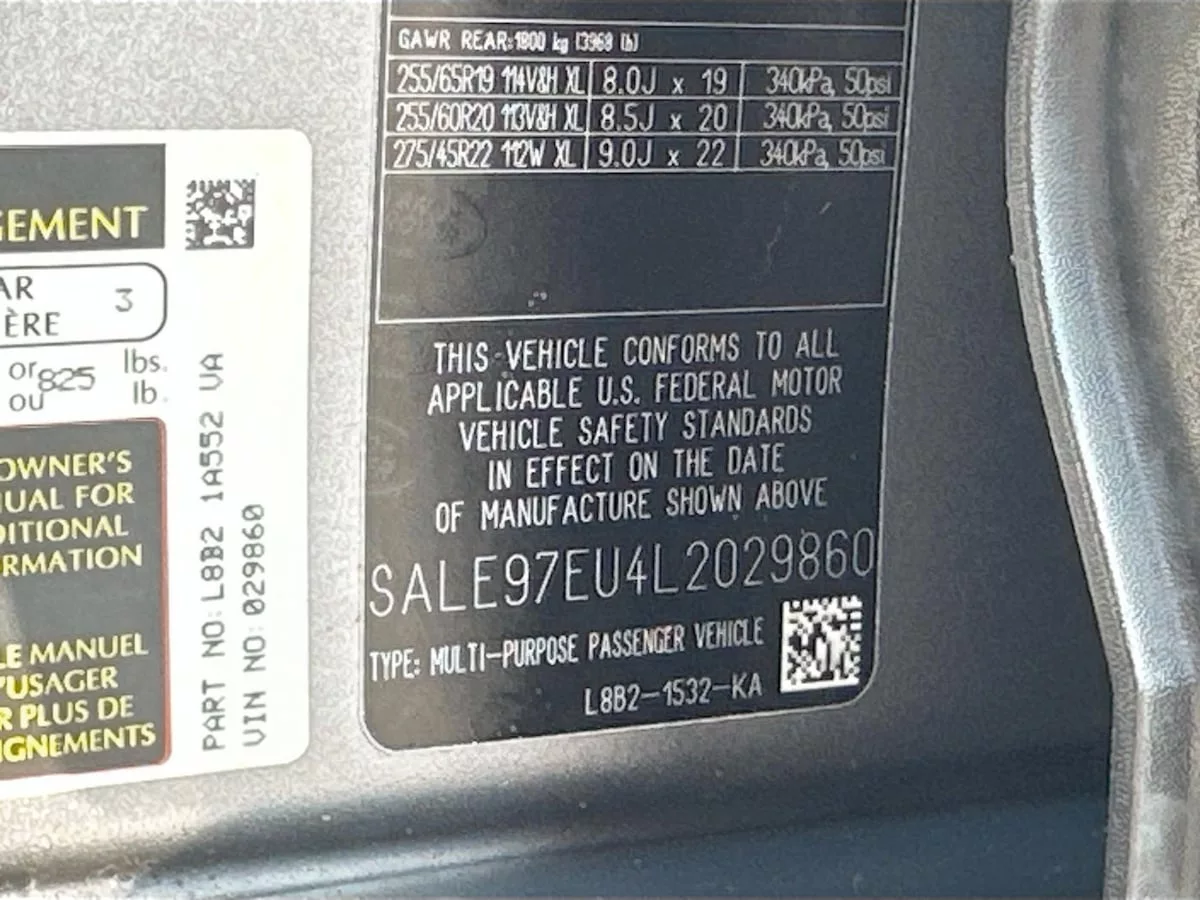 GAWR REAR:1800 kg (3968 lb)
255/65R19 114V&H XL 8.0J x 19 340kPa, 50psi
255/60R20 113V&H XL 8.5J x 20 340kPa, 50psi
275/45R22 112W XL 9.0J x 22 340kPa, 50psi
THIS VEHICLE CONFORMS TO ALL
APPLICABLE U.S. FEDERAL MOTOR
VEHICLE SAFETY STANDARDS
IN EFFECT ON THE DATE
OF MANUFACTURE SHOWN ABOVE
SALE97EU4L2029860
TYPE: MULTI-PURPOSE PASSENGER VEHICLE
L8B2-1532-KA
GEMENT
AR
ÈRE
3
or 825 lbs.
ou lb.
OWNER'S
NUAL FOR
DITIONAL
RMATION
LE MANUEL
'USAGER
R PLUS DE
IGNEMENTS
PART NO:L8B2 1A552 VA
VIN NO:029860